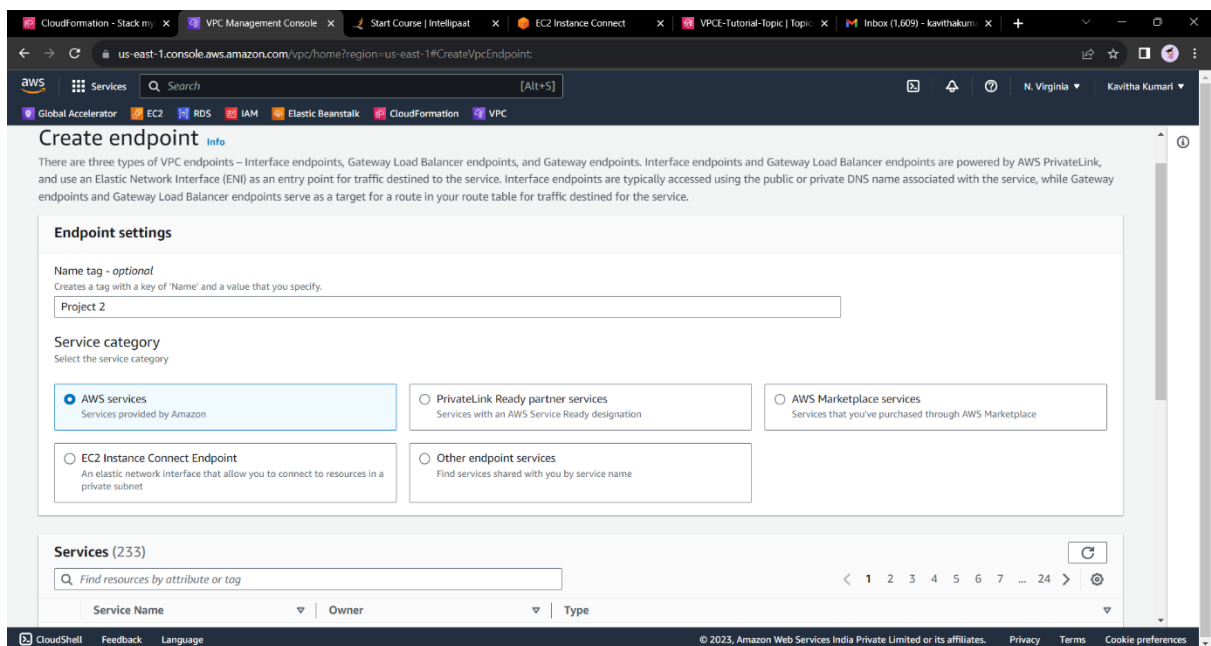 CloudFormation - Stack my
VPC Management Console
Start Course | Intellipaat
EC2 Instance Connect
VPCE-Tutorial-Topic | Topic
Inbox (1,609) - kavithakum
us-east-1.console.aws.amazon.com/vpc/home?region=us-east-1#CreateVpcEndpoint:
aws
Services
Search
[Alt+S]
N. Virginia
Kavitha Kumari
Global Accelerator
EC2
RDS
IAM
Elastic Beanstalk
CloudFormation
VPC
Create endpoint Info
There are three types of VPC endpoints – Interface endpoints, Gateway Load Balancer endpoints, and Gateway endpoints. Interface endpoints and Gateway Load Balancer endpoints are powered by AWS PrivateLink,
and use an Elastic Network Interface (ENI) as an entry point for traffic destined to the service. Interface endpoints are typically accessed using the public or private DNS name associated with the service, while Gateway
endpoints and Gateway Load Balancer endpoints serve as a target for a route in your route table for traffic destined for the service.
Endpoint settings
Name tag - optional
Creates a tag with a key of 'Name' and a value that you specify.
Project 2
Service category
Select the service category
AWS services
Services provided by Amazon
PrivateLink Ready partner services
Services with an AWS Service Ready designation
AWS Marketplace services
Services that you've purchased through AWS Marketplace
EC2 Instance Connect Endpoint
An elastic network interface that allow you to connect to resources in a
private subnet
Other endpoint services
Find services shared with you by service name
Services (233)
Find resources by attribute or tag
1 2 3 4 5 6 7 ... 24
Service Name
Owner
Type
CloudShell
Feedback
Language
© 2023, Amazon Web Services India Private Limited or its affiliates.
Privacy
Terms
Cookie preferences